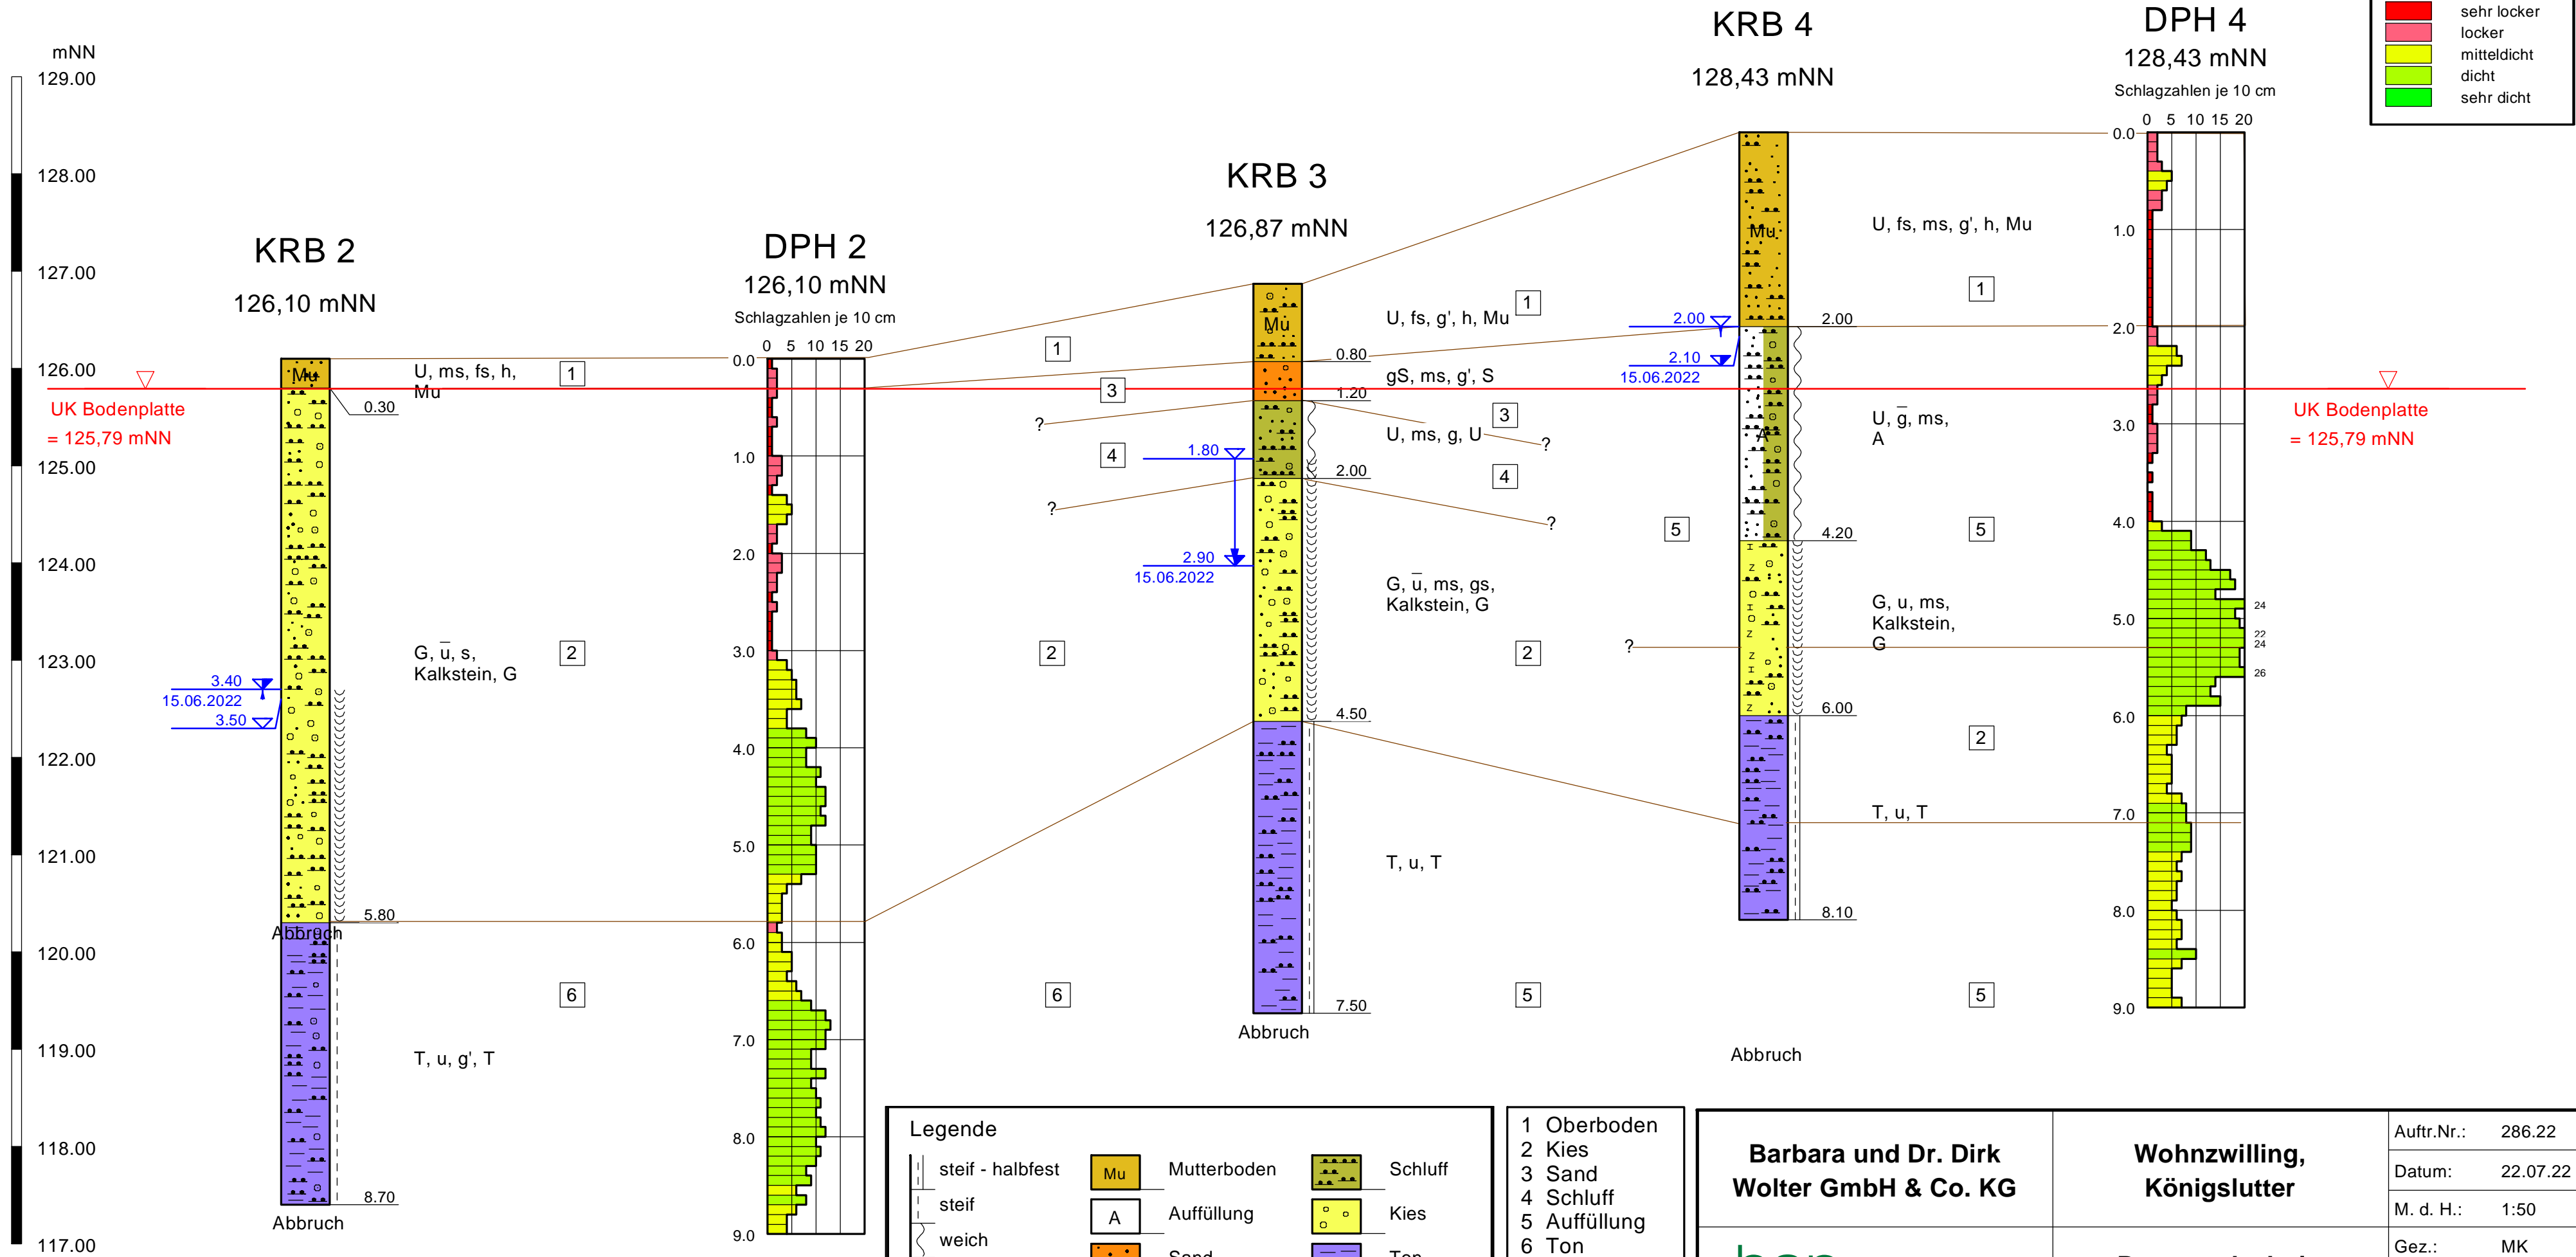 mNN
129.00
128.00
127.00
126.00
125.00
124.00
123.00
122.00
121.00
120.00
119.00
118.00
117.00
UK Bodenplatte
= 125,79 mNN
KRB 2
126,10 mNN
Mu
U, ms, fs, h,
Mu
1
0.30
G, u̅, s,
Kalkstein, G
2
3.40
15.06.2022
3.50
5.80
Abbruch
6
T, u, g', T
8.70
Abbruch
DPH 2
126,10 mNN
Schlagzahlen je 10 cm
0 5 10 15 20
0.0
1.0
2.0
3.0
4.0
5.0
6.0
7.0
8.0
9.0
1
3
?
4
?
2
6
KRB 3
126,87 mNN
Mu
U, fs, g', h, Mu
1
0.80
gS, ms, g', S
1.20
3
U, ms, g, U
?
1.80
2.00
4
?
2.90
15.06.2022
G, u̅, ms, gs,
Kalkstein, G
2
4.50
T, u, T
5
7.50
Abbruch
KRB 4
128,43 mNN
Mu
U, fs, ms, g', h, Mu
1
2.00
2.00
2.10
15.06.2022
A
U, g̅, ms,
A
5
5
4.20
G, u, ms,
Kalkstein,
G
?
6.00
2
T, u, T
8.10
5
Abbruch
DPH 4
128,43 mNN
Schlagzahlen je 10 cm
0 5 10 15 20
0.0
1.0
2.0
3.0
4.0
5.0
6.0
7.0
8.0
9.0
24
22
24
26
UK Bodenplatte
= 125,79 mNN
sehr locker
locker
mitteldicht
dicht
sehr dicht
Legende
steif - halbfest
steif
weich
Mu Mutterboden
A Auffüllung
Sand
Schluff
Kies
Ton
1 Oberboden
2 Kies
3 Sand
4 Schluff
5 Auffüllung
6 Ton
Barbara und Dr. Dirk
Wolter GmbH & Co. KG
Wohnzwilling,
Königslutter
Auftr.Nr.: 286.22
Datum: 22.07.22
M. d. H.: 1:50
Gez.: MK